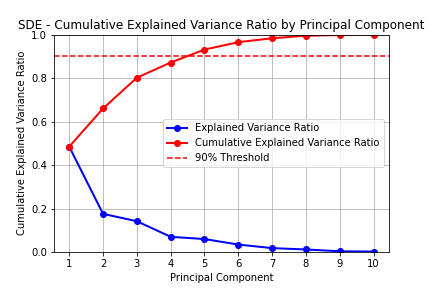 SDE - Cumulative Explained Variance Ratio by Principal Component
Cumulative Explained Variance Ratio
1.0
0.8
0.6
0.4
0.2
0.0
Explained Variance Ratio
Cumulative Explained Variance Ratio
90% Threshold
1 2 3 4 5 6 7 8 9 10
Principal Component